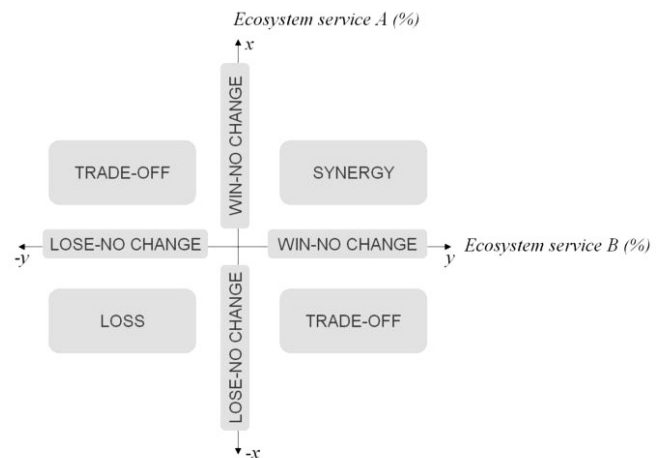 Ecosystem service A (%)
x
WIN-NO CHANGE
TRADE-OFF
SYNERGY
LOSE-NO CHANGE
WIN-NO CHANGE
Ecosystem service B (%)
-y
y
LOSS
LOSE-NO CHANGE
TRADE-OFF
-x